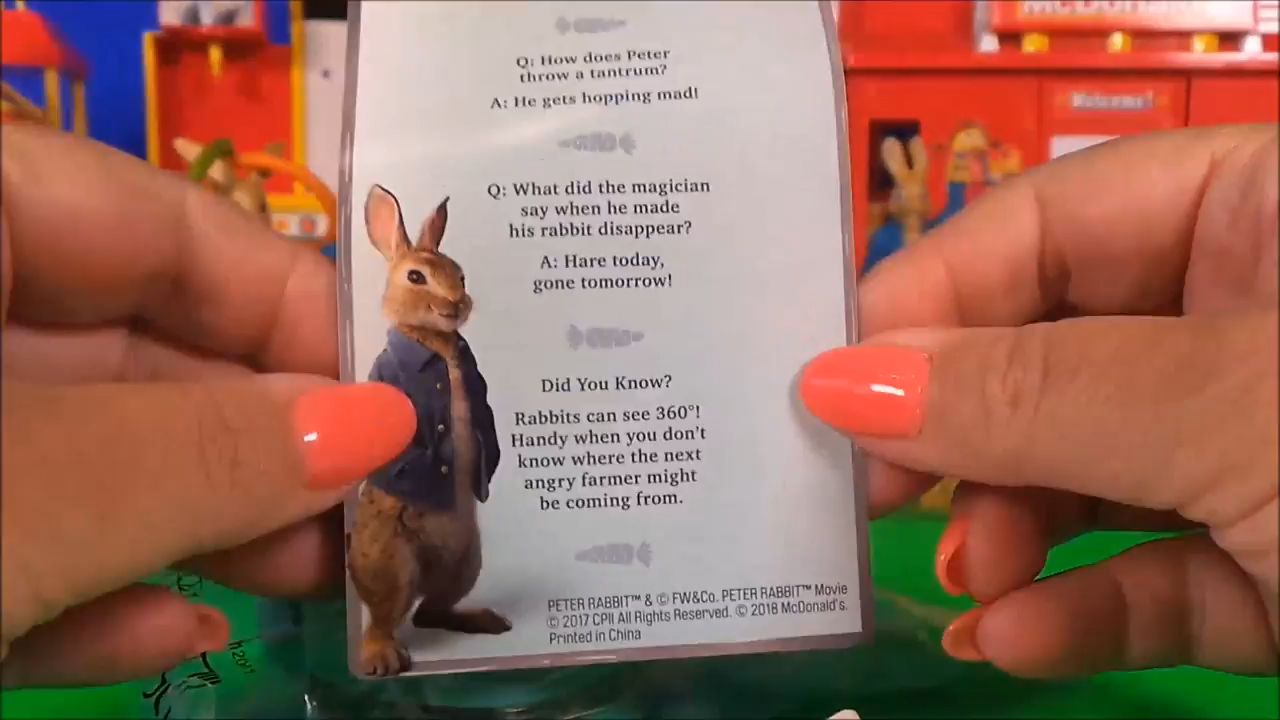 McDONALD
Welcome!
Q: How does Peter
throw a tantrum?
A: He gets hopping mad!
Q: What did the magician
say when he made
his rabbit disappear?
A: Hare today,
gone tomorrow!
Did You Know?
Rabbits can see 360°!
Handy when you don't
know where the next
angry farmer might
be coming from.
PETER RABBIT™ & © FW&Co. PETER RABBIT™ Movie
© 2017 CPII All Rights Reserved. © 2018 McDonald's.
Printed in China